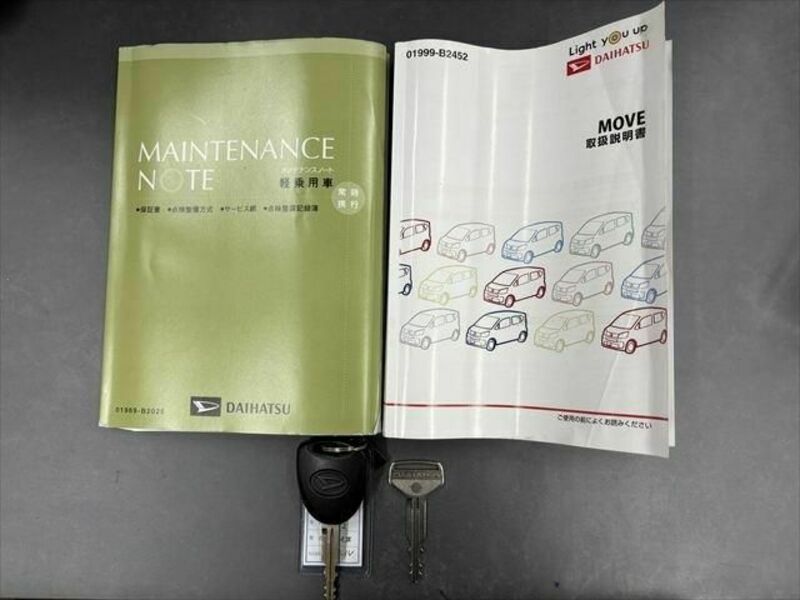 MAINTENANCE
NOTE
メンテナンスノート
軽乗用車
常時
携行
●保証書 ●点検整備方式 ●サービス網 ●点検整備記録簿
01999-B2025
DAIHATSU
01999-B2452
Light you up
DAIHATSU
MOVE
取扱説明書
ご使用の前によくお読みください
DAIHATSU